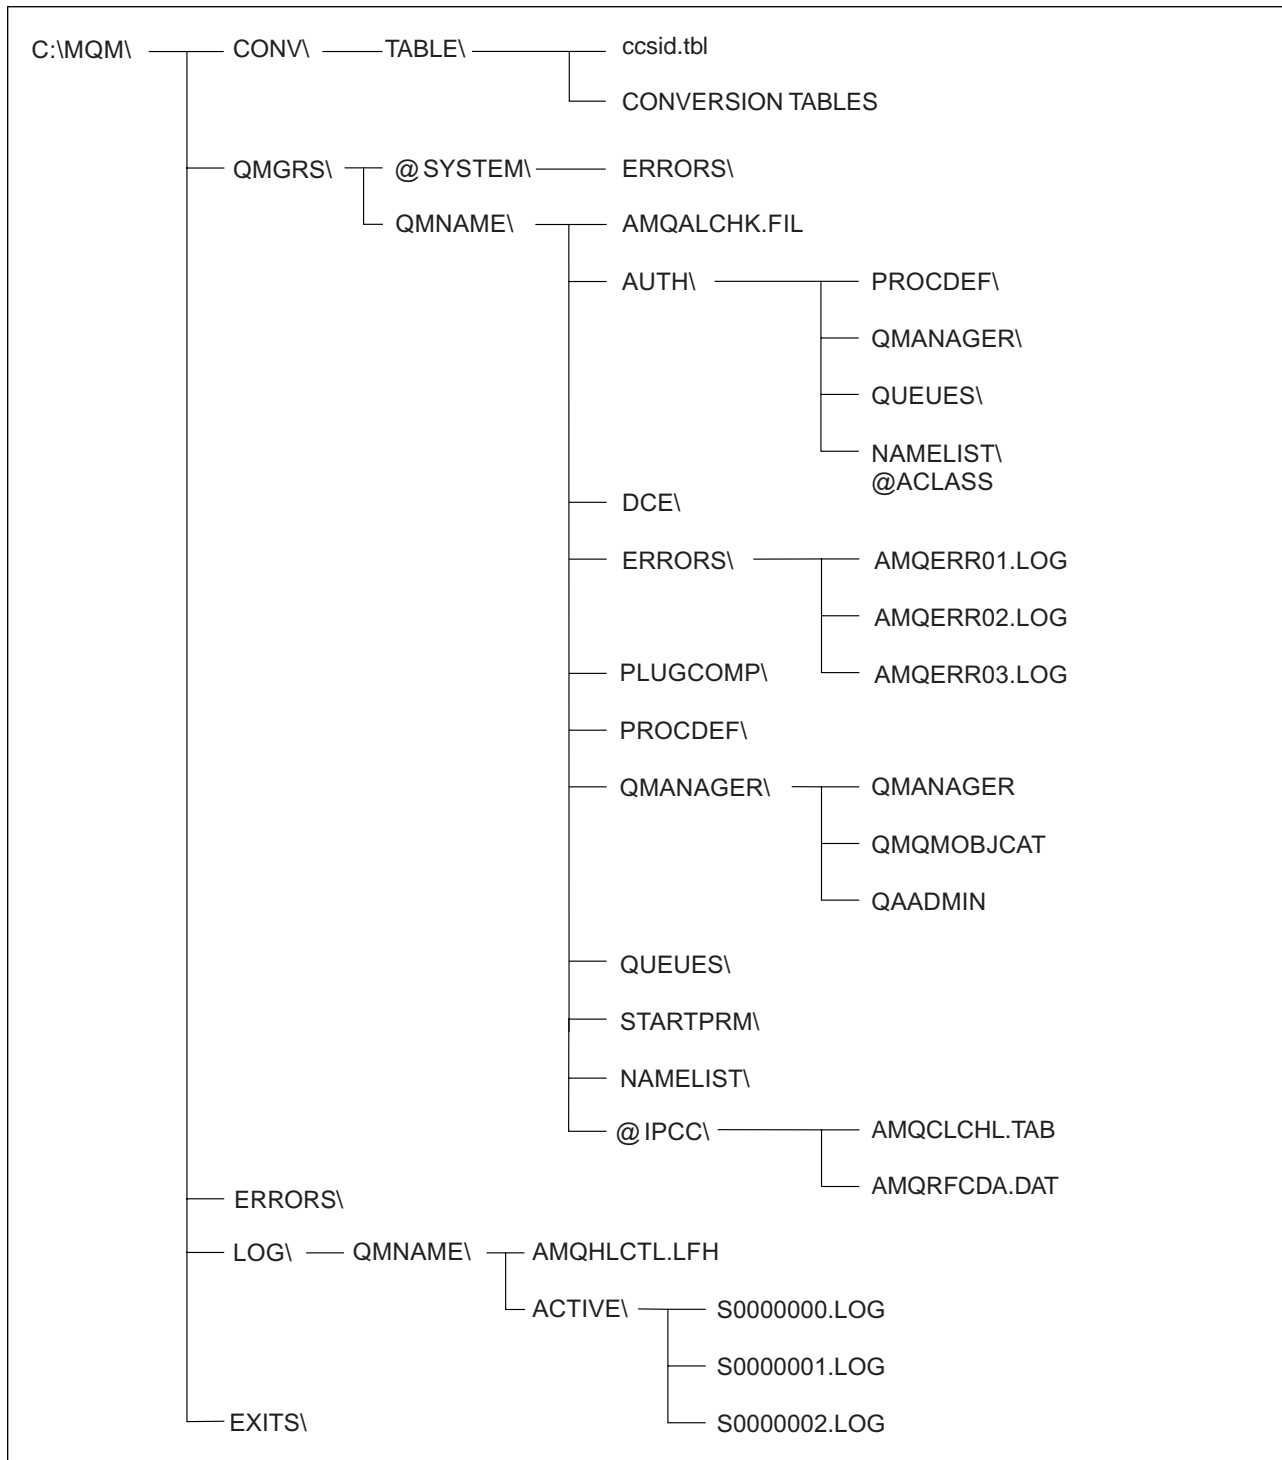 C:\MQM\ CONV\ TABLE\ ccsid.tbl
CONVERSION TABLES
QMGRS\ @SYSTEM\ ERRORS\
QMNAME\ AMQALCHK.FIL
AUTH\ PROCDEF\
QMANAGER\
QUEUES\
NAMELIST\
@ACLASS
DCE\
ERRORS\ AMQERR01.LOG
AMQERR02.LOG
PLUGCOMP\ AMQERR03.LOG
PROCDEF\
QMANAGER\ QMANAGER
QMQMOBJCAT
QAADMIN
QUEUES\
STARTPRM\
NAMELIST\
@IPCC\ AMQCLCHL.TAB
AMQRFCDA.DAT
ERRORS\
LOG\ QMNAME\ AMQHLCTL.LFH
ACTIVE\ S0000000.LOG
S0000001.LOG
S0000002.LOG
EXITS\